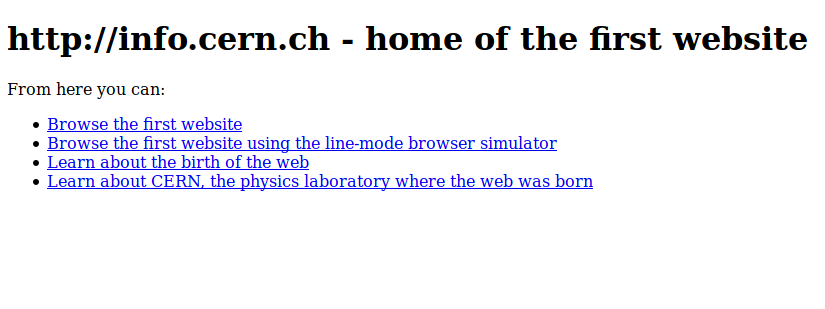 http://info.cern.ch - home of the first website
From here you can:
Browse the first website
Browse the first website using the line-mode browser simulator
Learn about the birth of the web
Learn about CERN, the physics laboratory where the web was born